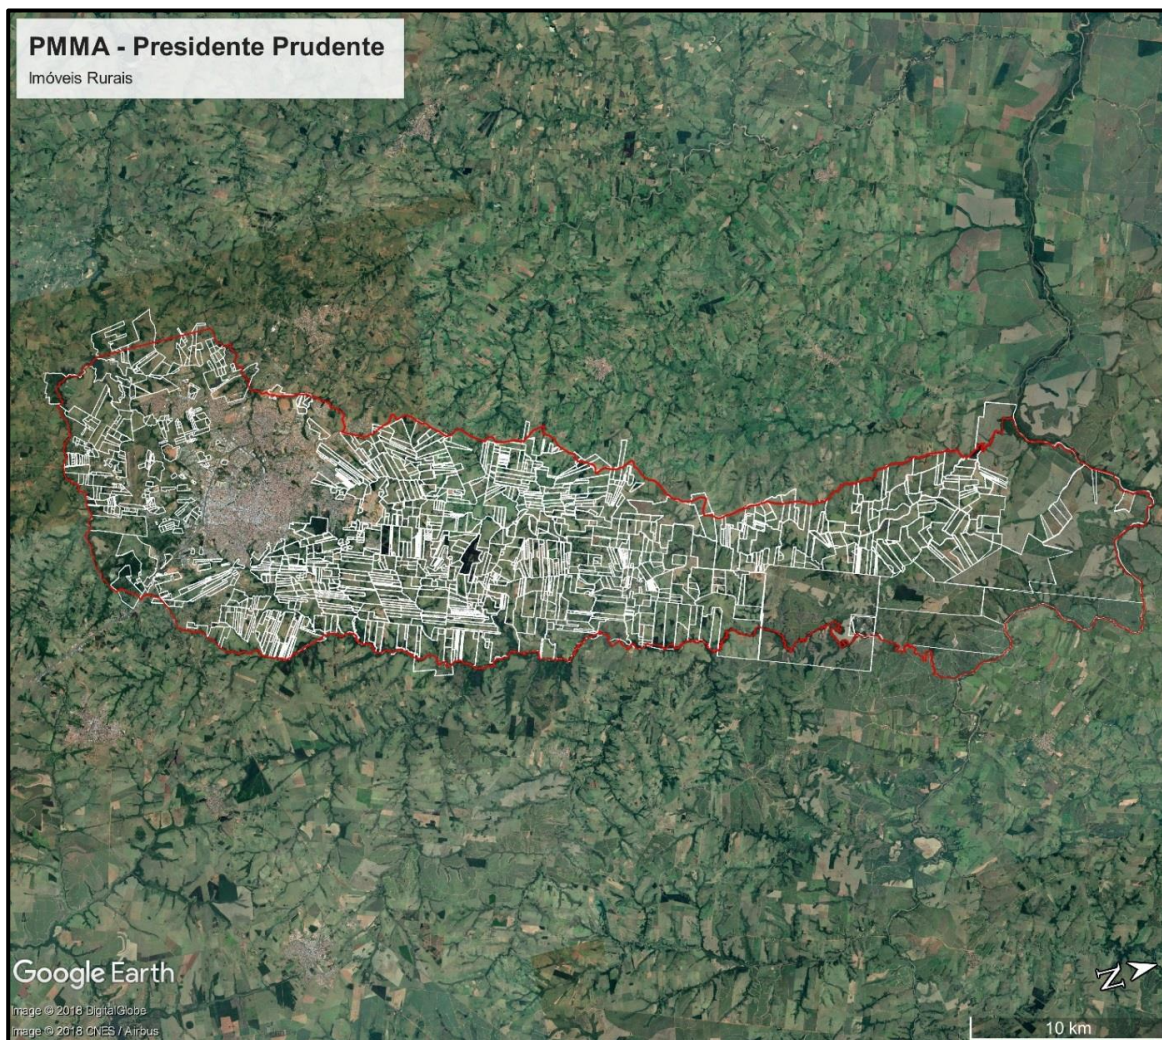 PMMA - Presidente Prudente
Imóveis Rurais
Google Earth
Image © 2018 DigitalGlobe
Image © 2018 CNES / Airbus
N
10 km